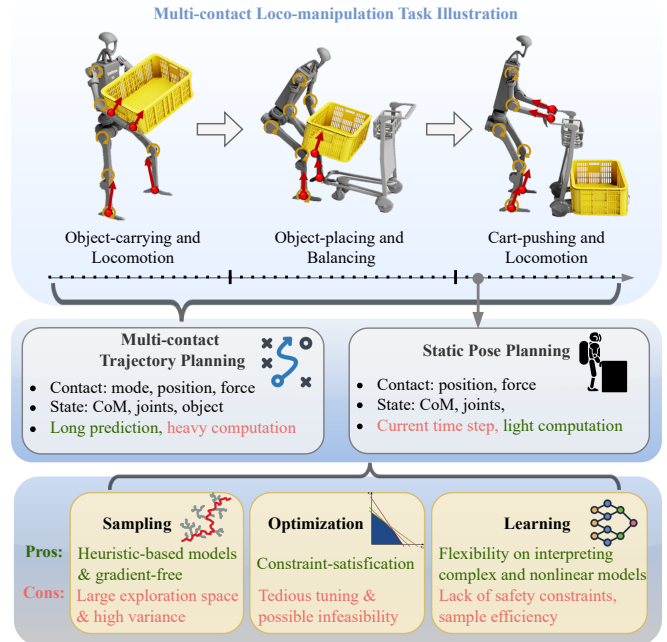 Multi-contact Loco-manipulation Task Illustration
Object-carrying and
Locomotion
Object-placing and
Balancing
Cart-pushing and
Locomotion
Multi-contact
Trajectory Planning
• Contact: mode, position, force
• State: CoM, joints, object
• Long prediction, heavy computation
Static Pose Planning
• Contact: position, force
• State: CoM, joints,
• Current time step, light computation
Pros:
Cons:
Sampling
Heuristic-based models
& gradient-free
Large exploration space
& high variance
Optimization
Constraint-satisfication
Tedious tuning &
possible infeasibility
Learning
Flexibility on interpreting
complex and nonlinear models
Lack of safety constraints,
sample efficiency